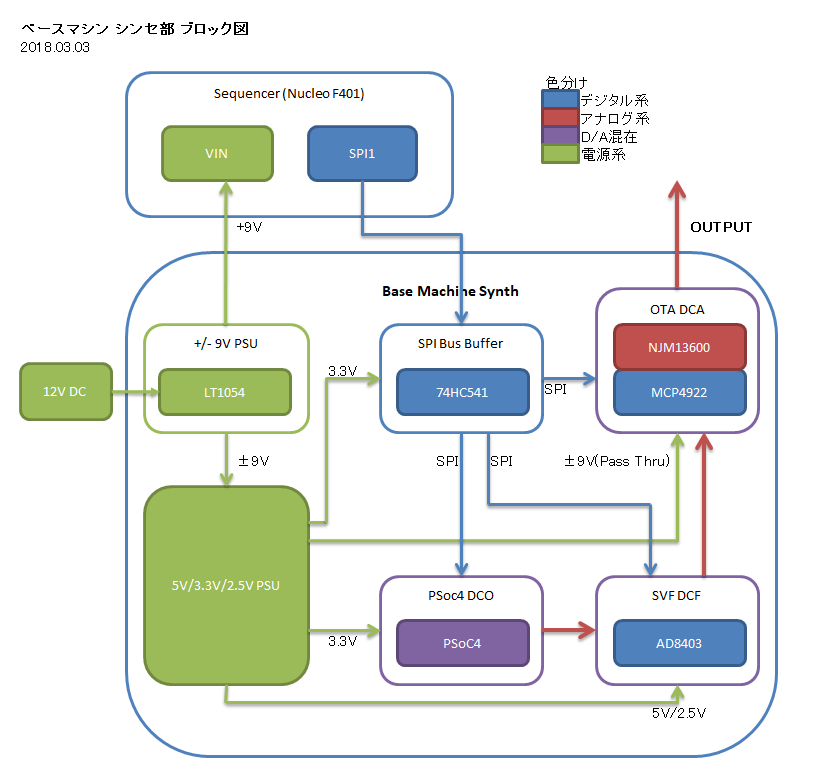 ベースマシン シンセ部 ブロック図
2018.03.03
色分け
デジタル系
アナログ系
D/A混在
電源系
Sequencer (Nucleo F401)
VIN
SPI1
+9V
OUTPUT
Base Machine Synth
+/- 9V PSU
LT1054
12V DC
SPI Bus Buffer
74HC541
OTA DCA
NJM13600
MCP4922
3.3V
SPI
±9V
SPI
SPI
±9V(Pass Thru)
5V/3.3V/2.5V PSU
PSoc4 DCO
PSoC4
SVF DCF
AD8403
3.3V
5V/2.5V